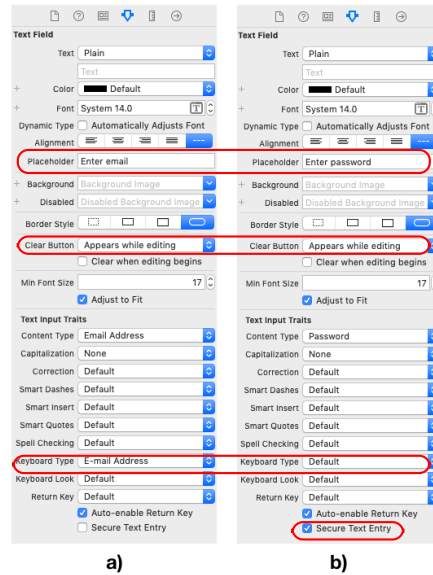 Text Field
Text Plain
Text
+ Color Default
+ Font System 14.0 T
Dynamic Type Automatically Adjusts Font
Alignment ---
Placeholder Enter email
+ Background Background Image
+ Disabled Disabled Background Image
Border Style
Clear Button Appears while editing
Clear when editing begins
Min Font Size 17
Adjust to Fit
Text Input Traits
Content Type Email Address
Capitalization None
Correction Default
Smart Dashes Default
Smart Insert Default
Smart Quotes Default
Spell Checking Default
Keyboard Type E-mail Address
Keyboard Look Default
Return Key Default
Auto-enable Return Key
Secure Text Entry
a)
Text Field
Text Plain
Text
+ Color Default
+ Font System 14.0 T
Dynamic Type Automatically Adjusts Font
Alignment ---
Placeholder Enter password
+ Background Background Image
+ Disabled Disabled Background Image
Border Style
Clear Button Appears while editing
Clear when editing begins
Min Font Size 17
Adjust to Fit
Text Input Traits
Content Type Password
Capitalization None
Correction Default
Smart Dashes Default
Smart Insert Default
Smart Quotes Default
Spell Checking Default
Keyboard Type Default
Keyboard Look Default
Return Key Default
Auto-enable Return Key
Secure Text Entry
b)